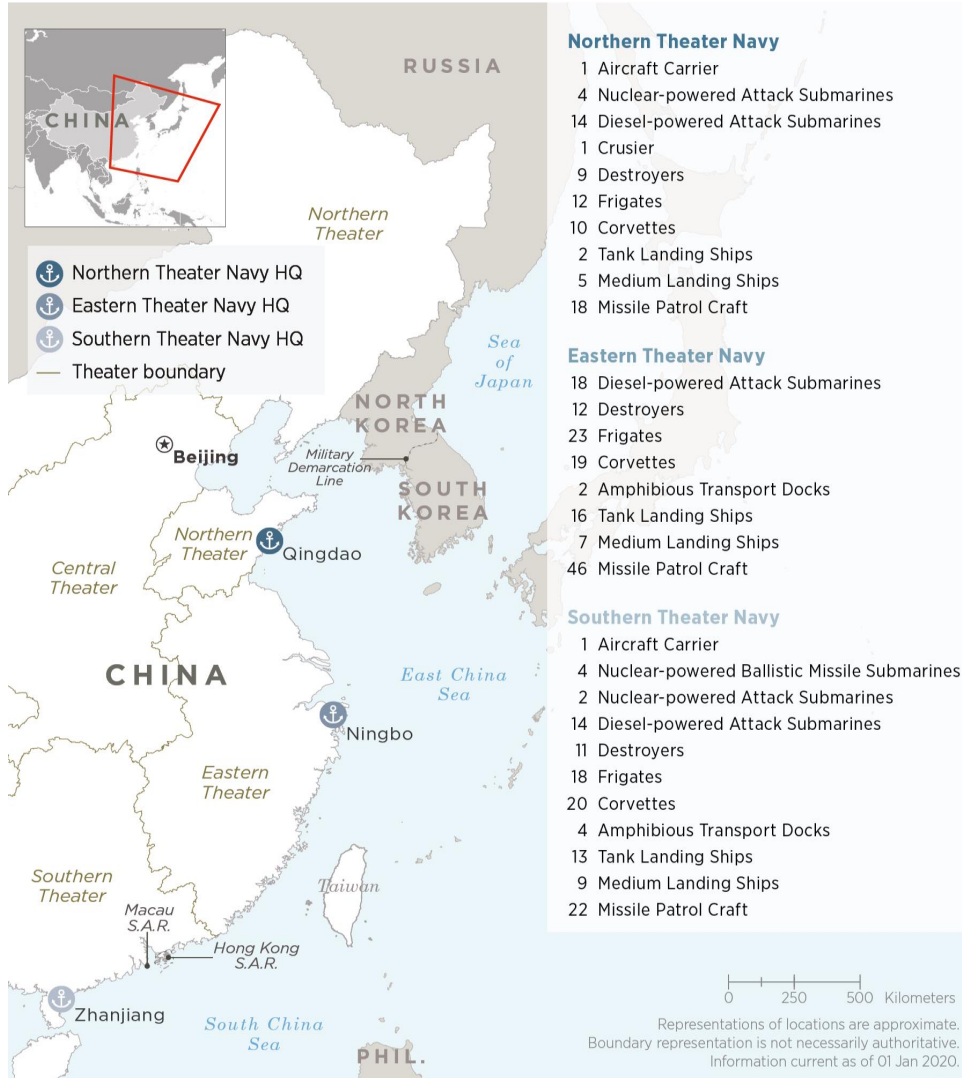 RUSSIA
CHINA
Northern
Theater
Northern Theater Navy HQ
Eastern Theater Navy HQ
Southern Theater Navy HQ
Theater boundary
Sea
of
Japan
NORTH
KOREA
Beijing
Military
Demarcation
Line
SOUTH
KOREA
Northern
Theater
Qingdao
Central
Theater
CHINA
East China
Sea
Ningbo
Eastern
Theater
Southern
Theater
Taiwan
Macau
S.A.R.
Hong Kong
S.A.R.
Zhanjiang
South China
Sea
PHIL.
Northern Theater Navy
1 Aircraft Carrier
4 Nuclear-powered Attack Submarines
14 Diesel-powered Attack Submarines
1 Crusier
9 Destroyers
12 Frigates
10 Corvettes
2 Tank Landing Ships
5 Medium Landing Ships
18 Missile Patrol Craft
Eastern Theater Navy
18 Diesel-powered Attack Submarines
12 Destroyers
23 Frigates
19 Corvettes
2 Amphibious Transport Docks
16 Tank Landing Ships
7 Medium Landing Ships
46 Missile Patrol Craft
Southern Theater Navy
1 Aircraft Carrier
4 Nuclear-powered Ballistic Missile Submarines
2 Nuclear-powered Attack Submarines
14 Diesel-powered Attack Submarines
11 Destroyers
18 Frigates
20 Corvettes
4 Amphibious Transport Docks
13 Tank Landing Ships
9 Medium Landing Ships
22 Missile Patrol Craft
0 250 500 Kilometers
Representations of locations are approximate.
Boundary representation is not necessarily authoritative.
Information current as of 01 Jan 2020.